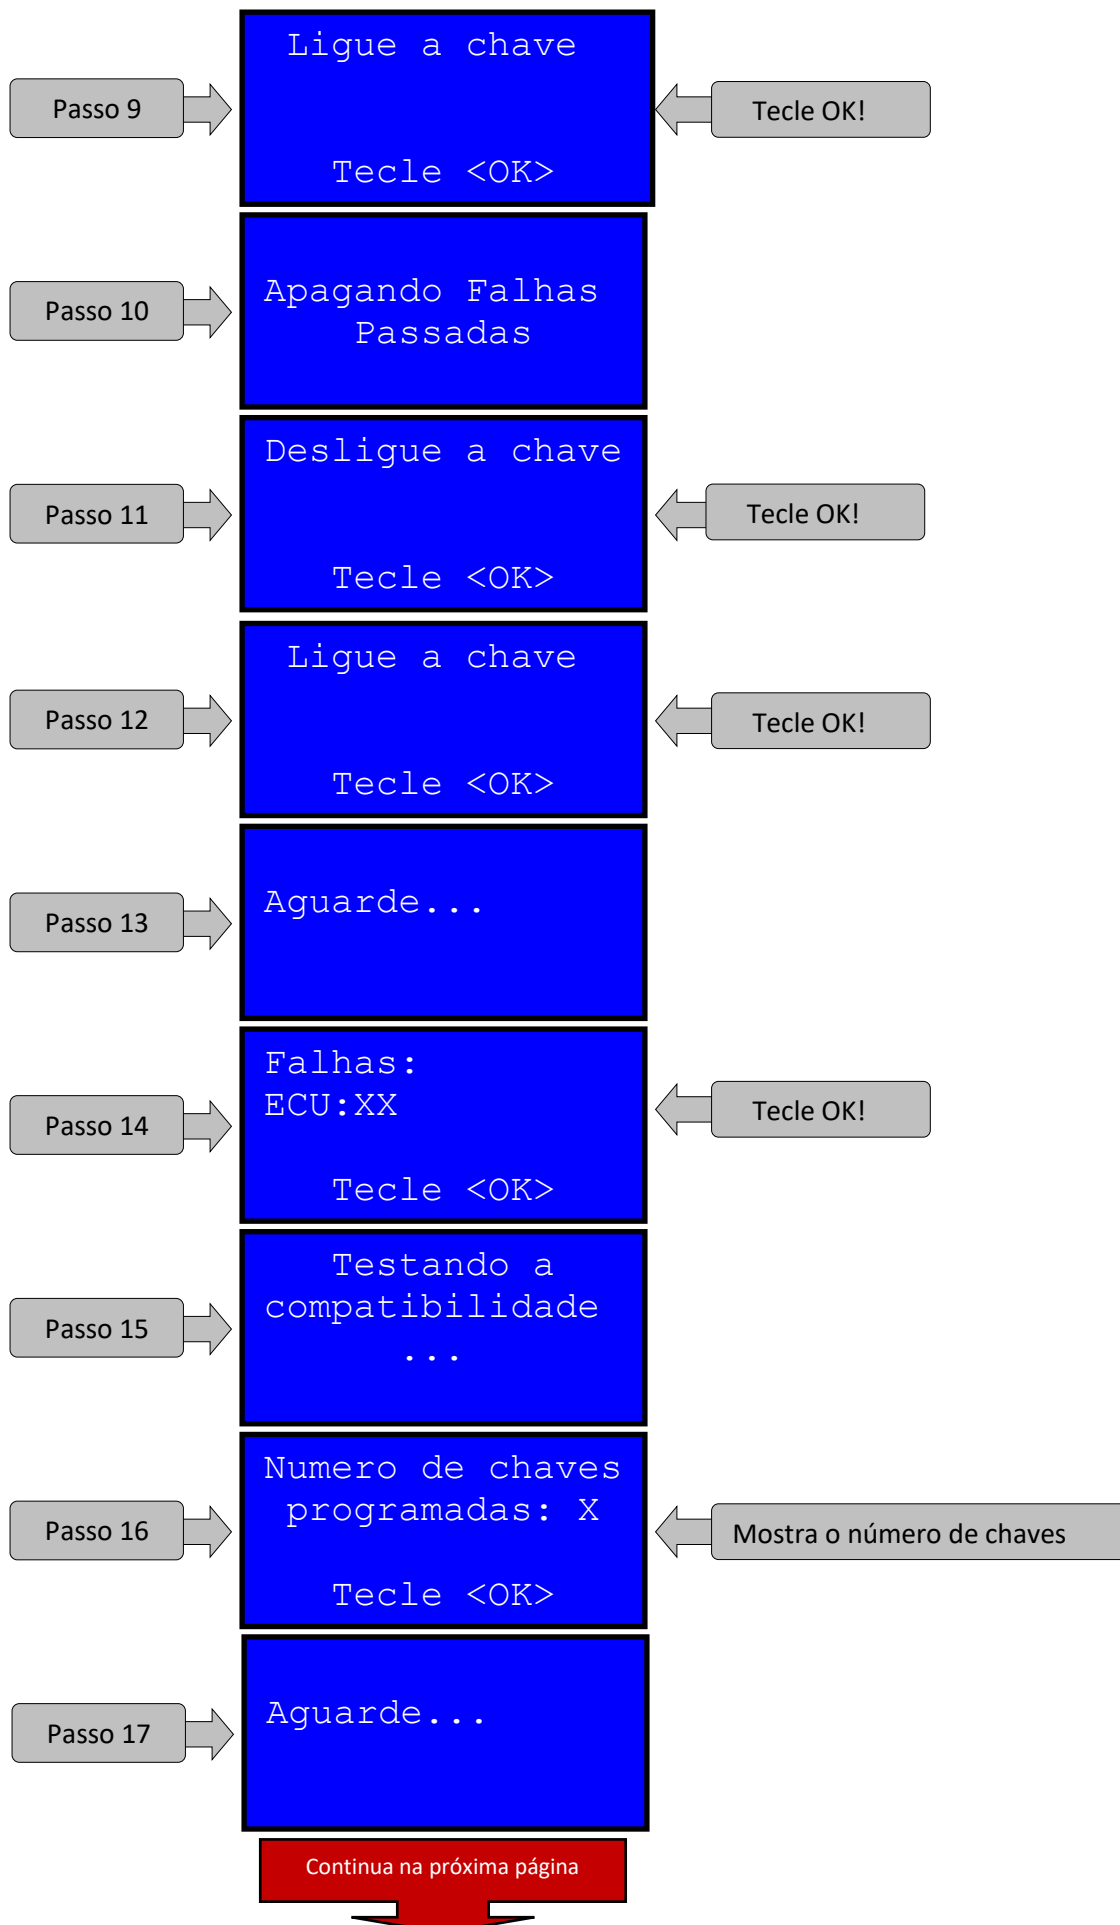 Ligue a chave
Passo 9
Tecle OK!
Tecle <OK>
Apagando Falhas
Passo 10
Passadas
Desligue a chave
Passo 11
Tecle OK!
Tecle <OK>
Ligue a chave
Passo 12
Tecle OK!
Tecle <OK>
Aguarde...
Passo 13
Falhas:
ECU:XX
Passo 14
Tecle OK!
Tecle <OK>
Testando a
compatibilidade
Passo 15
...
Numero de chaves
programadas: X
Passo 16
Mostra o número de chaves
Tecle <OK>
Aguarde...
Passo 17
Continua na próxima página